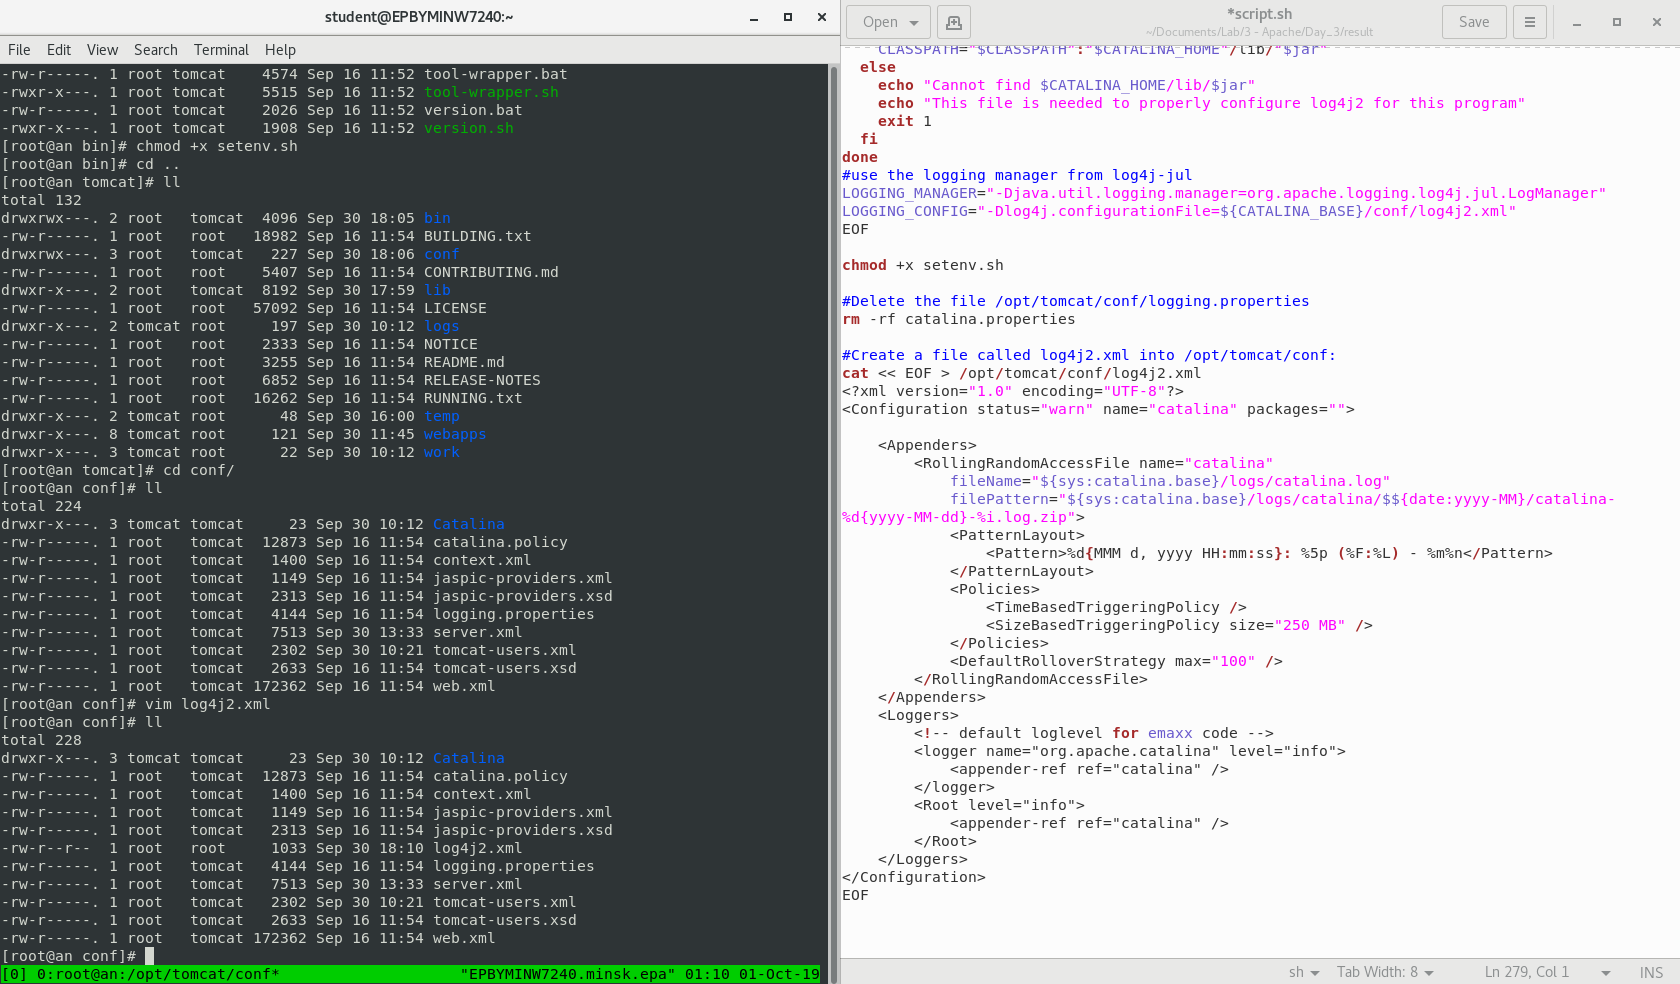 student@EPBYMINW7240:~
File Edit View Search Terminal Help
-rw-r-----. 1 root tomcat 4574 Sep 16 11:52 tool-wrapper.bat
-rwxr-x---. 1 root tomcat 5515 Sep 16 11:52 tool-wrapper.sh
-rw-r-----. 1 root tomcat 2026 Sep 16 11:52 version.bat
-rwxr-x---. 1 root tomcat 1908 Sep 16 11:52 version.sh
[root@an bin]# chmod +x setenv.sh
[root@an bin]# cd ..
[root@an tomcat]# ll
total 132
drwxrwx---. 2 root tomcat 4096 Sep 30 18:05 bin
-rw-r-----. 1 root root 18982 Sep 16 11:54 BUILDING.txt
drwxrwx---. 3 root tomcat 227 Sep 30 18:06 conf
-rw-r-----. 1 root root 5407 Sep 16 11:54 CONTRIBUTING.md
drwxr-x---. 2 root tomcat 8192 Sep 30 17:59 lib
-rw-r-----. 1 root root 57092 Sep 16 11:54 LICENSE
drwxr-x---. 2 tomcat root 197 Sep 30 10:12 logs
-rw-r-----. 1 root root 2333 Sep 16 11:54 NOTICE
-rw-r-----. 1 root root 3255 Sep 16 11:54 README.md
-rw-r-----. 1 root root 6852 Sep 16 11:54 RELEASE-NOTES
-rw-r-----. 1 root root 16262 Sep 16 11:54 RUNNING.txt
drwxr-x---. 2 tomcat root 48 Sep 30 16:00 temp
drwxr-x---. 8 tomcat root 121 Sep 30 11:45 webapps
drwxr-x---. 3 tomcat root 22 Sep 30 10:12 work
[root@an tomcat]# cd conf/
[root@an conf]# ll
total 224
drwxr-x---. 3 tomcat tomcat 23 Sep 30 10:12 Catalina
-rw-r-----. 1 root tomcat 12873 Sep 16 11:54 catalina.policy
-rw-r-----. 1 root tomcat 1400 Sep 16 11:54 context.xml
-rw-r-----. 1 root tomcat 1149 Sep 16 11:54 jaspic-providers.xml
-rw-r-----. 1 root tomcat 2313 Sep 16 11:54 jaspic-providers.xsd
-rw-r-----. 1 root tomcat 4144 Sep 16 11:54 logging.properties
-rw-r-----. 1 root tomcat 7513 Sep 30 13:33 server.xml
-rw-r-----. 1 root tomcat 2302 Sep 30 10:21 tomcat-users.xml
-rw-r-----. 1 root tomcat 2633 Sep 16 11:54 tomcat-users.xsd
-rw-r-----. 1 root tomcat 172362 Sep 16 11:54 web.xml
[root@an conf]# vim log4j2.xml
[root@an conf]# ll
total 228
drwxr-x---. 3 tomcat tomcat 23 Sep 30 10:12 Catalina
-rw-r-----. 1 root tomcat 12873 Sep 16 11:54 catalina.policy
-rw-r-----. 1 root tomcat 1400 Sep 16 11:54 context.xml
-rw-r-----. 1 root tomcat 1149 Sep 16 11:54 jaspic-providers.xml
-rw-r-----. 1 root tomcat 2313 Sep 16 11:54 jaspic-providers.xsd
-rw-r--r--  1 root root 1033 Sep 30 18:10 log4j2.xml
-rw-r-----. 1 root tomcat 4144 Sep 16 11:54 logging.properties
-rw-r-----. 1 root tomcat 7513 Sep 30 13:33 server.xml
-rw-r-----. 1 root tomcat 2302 Sep 30 10:21 tomcat-users.xml
-rw-r-----. 1 root tomcat 2633 Sep 16 11:54 tomcat-users.xsd
-rw-r-----. 1 root tomcat 172362 Sep 16 11:54 web.xml
[root@an conf]#
[0] 0:root@an:/opt/tomcat/conf* "EPBYMINW7240.minsk.epa" 01:10 01-Oct-19
Open *script.sh Save
~/Documents/Lab/3 - Apache/Day_3/result
CLASSPATH="$CLASSPATH":"$CATALINA_HOME"/lib/"$jar"
else
echo "Cannot find $CATALINA_HOME/lib/$jar"
echo "This file is needed to properly configure log4j2 for this program"
exit 1
fi
done
#use the logging manager from log4j-jul
LOGGING_MANAGER="-Djava.util.logging.manager=org.apache.logging.log4j.jul.LogManager"
LOGGING_CONFIG="-Dlog4j.configurationFile=${CATALINA_BASE}/conf/log4j2.xml"
EOF
chmod +x setenv.sh
#Delete the file /opt/tomcat/conf/logging.properties
rm -rf catalina.properties
#Create a file called log4j2.xml into /opt/tomcat/conf:
cat << EOF > /opt/tomcat/conf/log4j2.xml
<?xml version="1.0" encoding="UTF-8"?>
<Configuration status="warn" name="catalina" packages="">
<Appenders>
<RollingRandomAccessFile name="catalina"
fileName="${sys:catalina.base}/logs/catalina.log"
filePattern="${sys:catalina.base}/logs/catalina/$${date:yyyy-MM}/catalina-
%d{yyyy-MM-dd}-%i.log.zip">
<PatternLayout>
<Pattern>%d{MMM d, yyyy HH:mm:ss}: %5p (%F:%L) - %m%n</Pattern>
</PatternLayout>
<Policies>
<TimeBasedTriggeringPolicy />
<SizeBasedTriggeringPolicy size="250 MB" />
</Policies>
<DefaultRolloverStrategy max="100" />
</RollingRandomAccessFile>
</Appenders>
<Loggers>
<!-- default loglevel for emaxx code -->
<logger name="org.apache.catalina" level="info">
<appender-ref ref="catalina" />
</logger>
<Root level="info">
<appender-ref ref="catalina" />
</Root>
</Loggers>
</Configuration>
EOF
sh Tab Width: 8 Ln 279, Col 1 INS